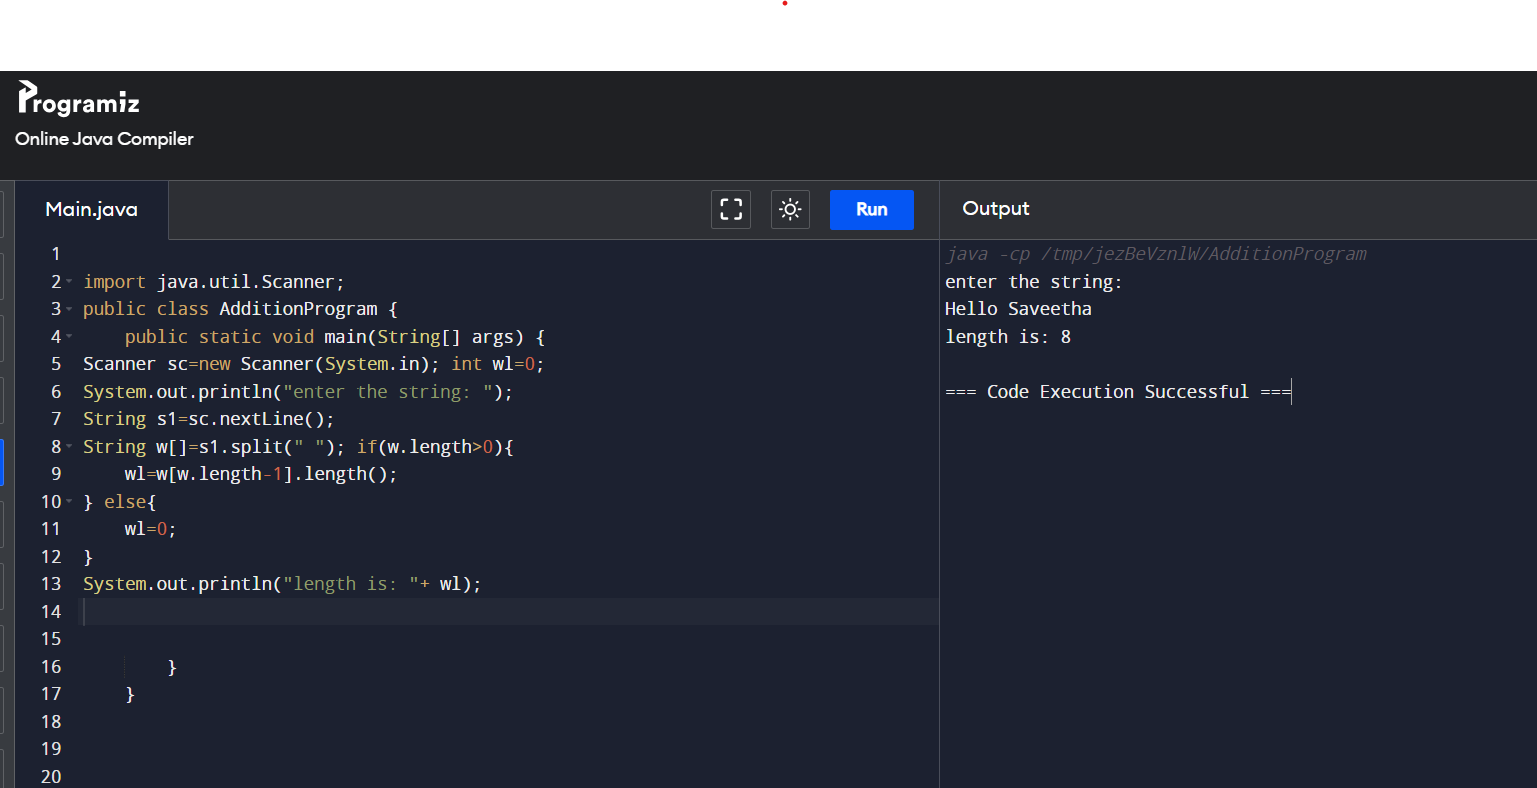 Programiz
Online Java Compiler
Main.java
Run
Output
1
2 import java.util.Scanner;
3 public class AdditionProgram {
4     public static void main(String[] args) {
5 Scanner sc=new Scanner(System.in); int wl=0;
6 System.out.println("enter the string: ");
7 String s1=sc.nextLine();
8 String w[]=s1.split(" "); if(w.length>0){
9     wl=w[w.length-1].length();
10 } else{
11     wl=0;
12 }
13 System.out.println("length is: "+ wl);
14
15
16         }
17     }
18
19
20
java -cp /tmp/jezBeVznlW/AdditionProgram
enter the string:
Hello Saveetha
length is: 8
=== Code Execution Successful ===